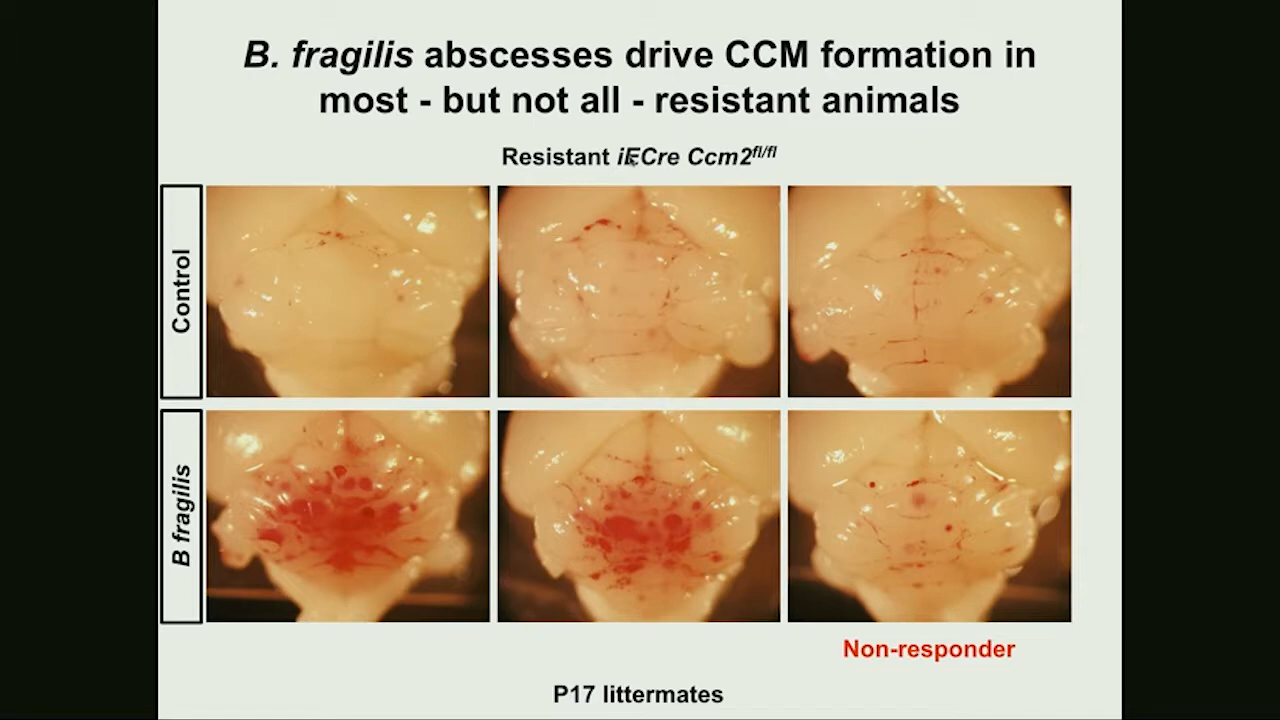 B. fragilis abscesses drive CCM formation in
most - but not all - resistant animals
Resistant iECre Ccm2fl/fl
Control
B fragilis
Non-responder
P17 littermates